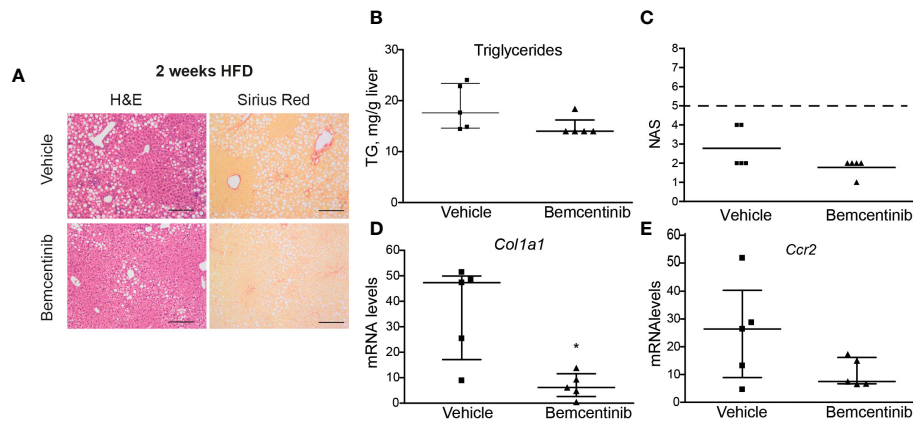 A
2 weeks HFD
H&E
Sirius Red
Vehicle
Bemcentinib
B
Triglycerides
TG, mg/g liver
30
20
10
0
Vehicle
Bemcentinib
C
NAS
8
7
6
5
4
3
2
1
0
Vehicle
Bemcentinib
D
Col1a1
mRNA levels
60
50
40
30
20
10
0
*
Vehicle
Bemcentinib
E
Ccr2
mRNAlevels
60
50
40
30
20
10
0
Vehicle
Bemcentinib